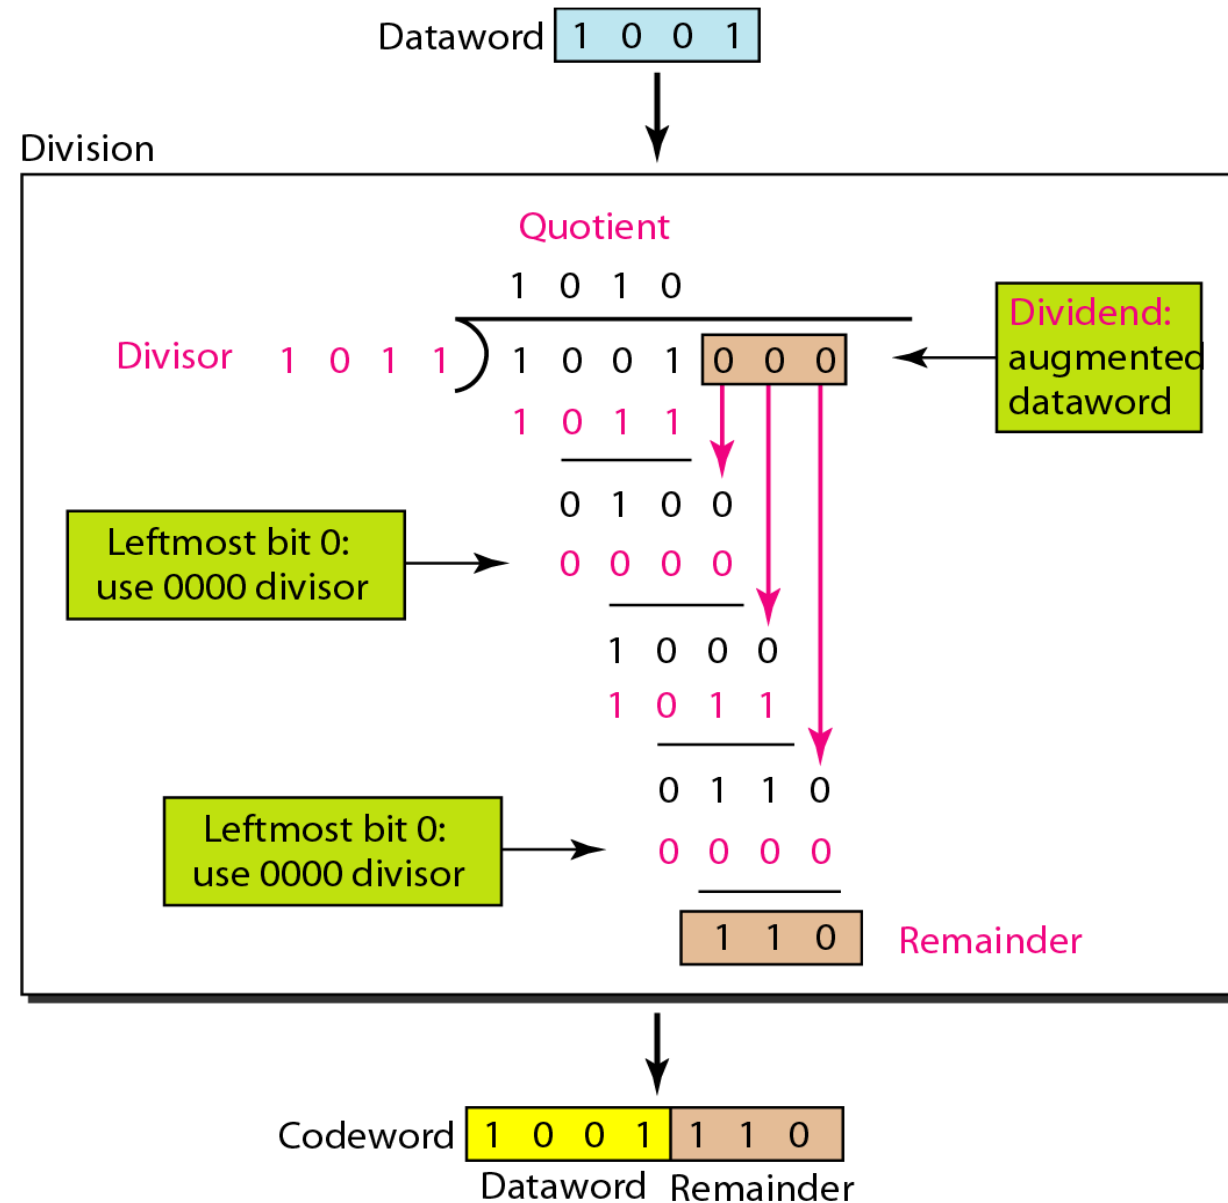 Dataword 1 0 0 1
Division
Quotient
1 0 1 0
Divisor 1 0 1 1 1 0 0 1 0 0 0
Dividend:
augmented
dataword
1 0 1 1
0 1 0 0
Leftmost bit 0:
use 0000 divisor
0 0 0 0
1 0 0 0
1 0 1 1
0 1 1 0
Leftmost bit 0:
use 0000 divisor
0 0 0 0
1 1 0 Remainder
Codeword 1 0 0 1 1 1 0
Dataword Remainder